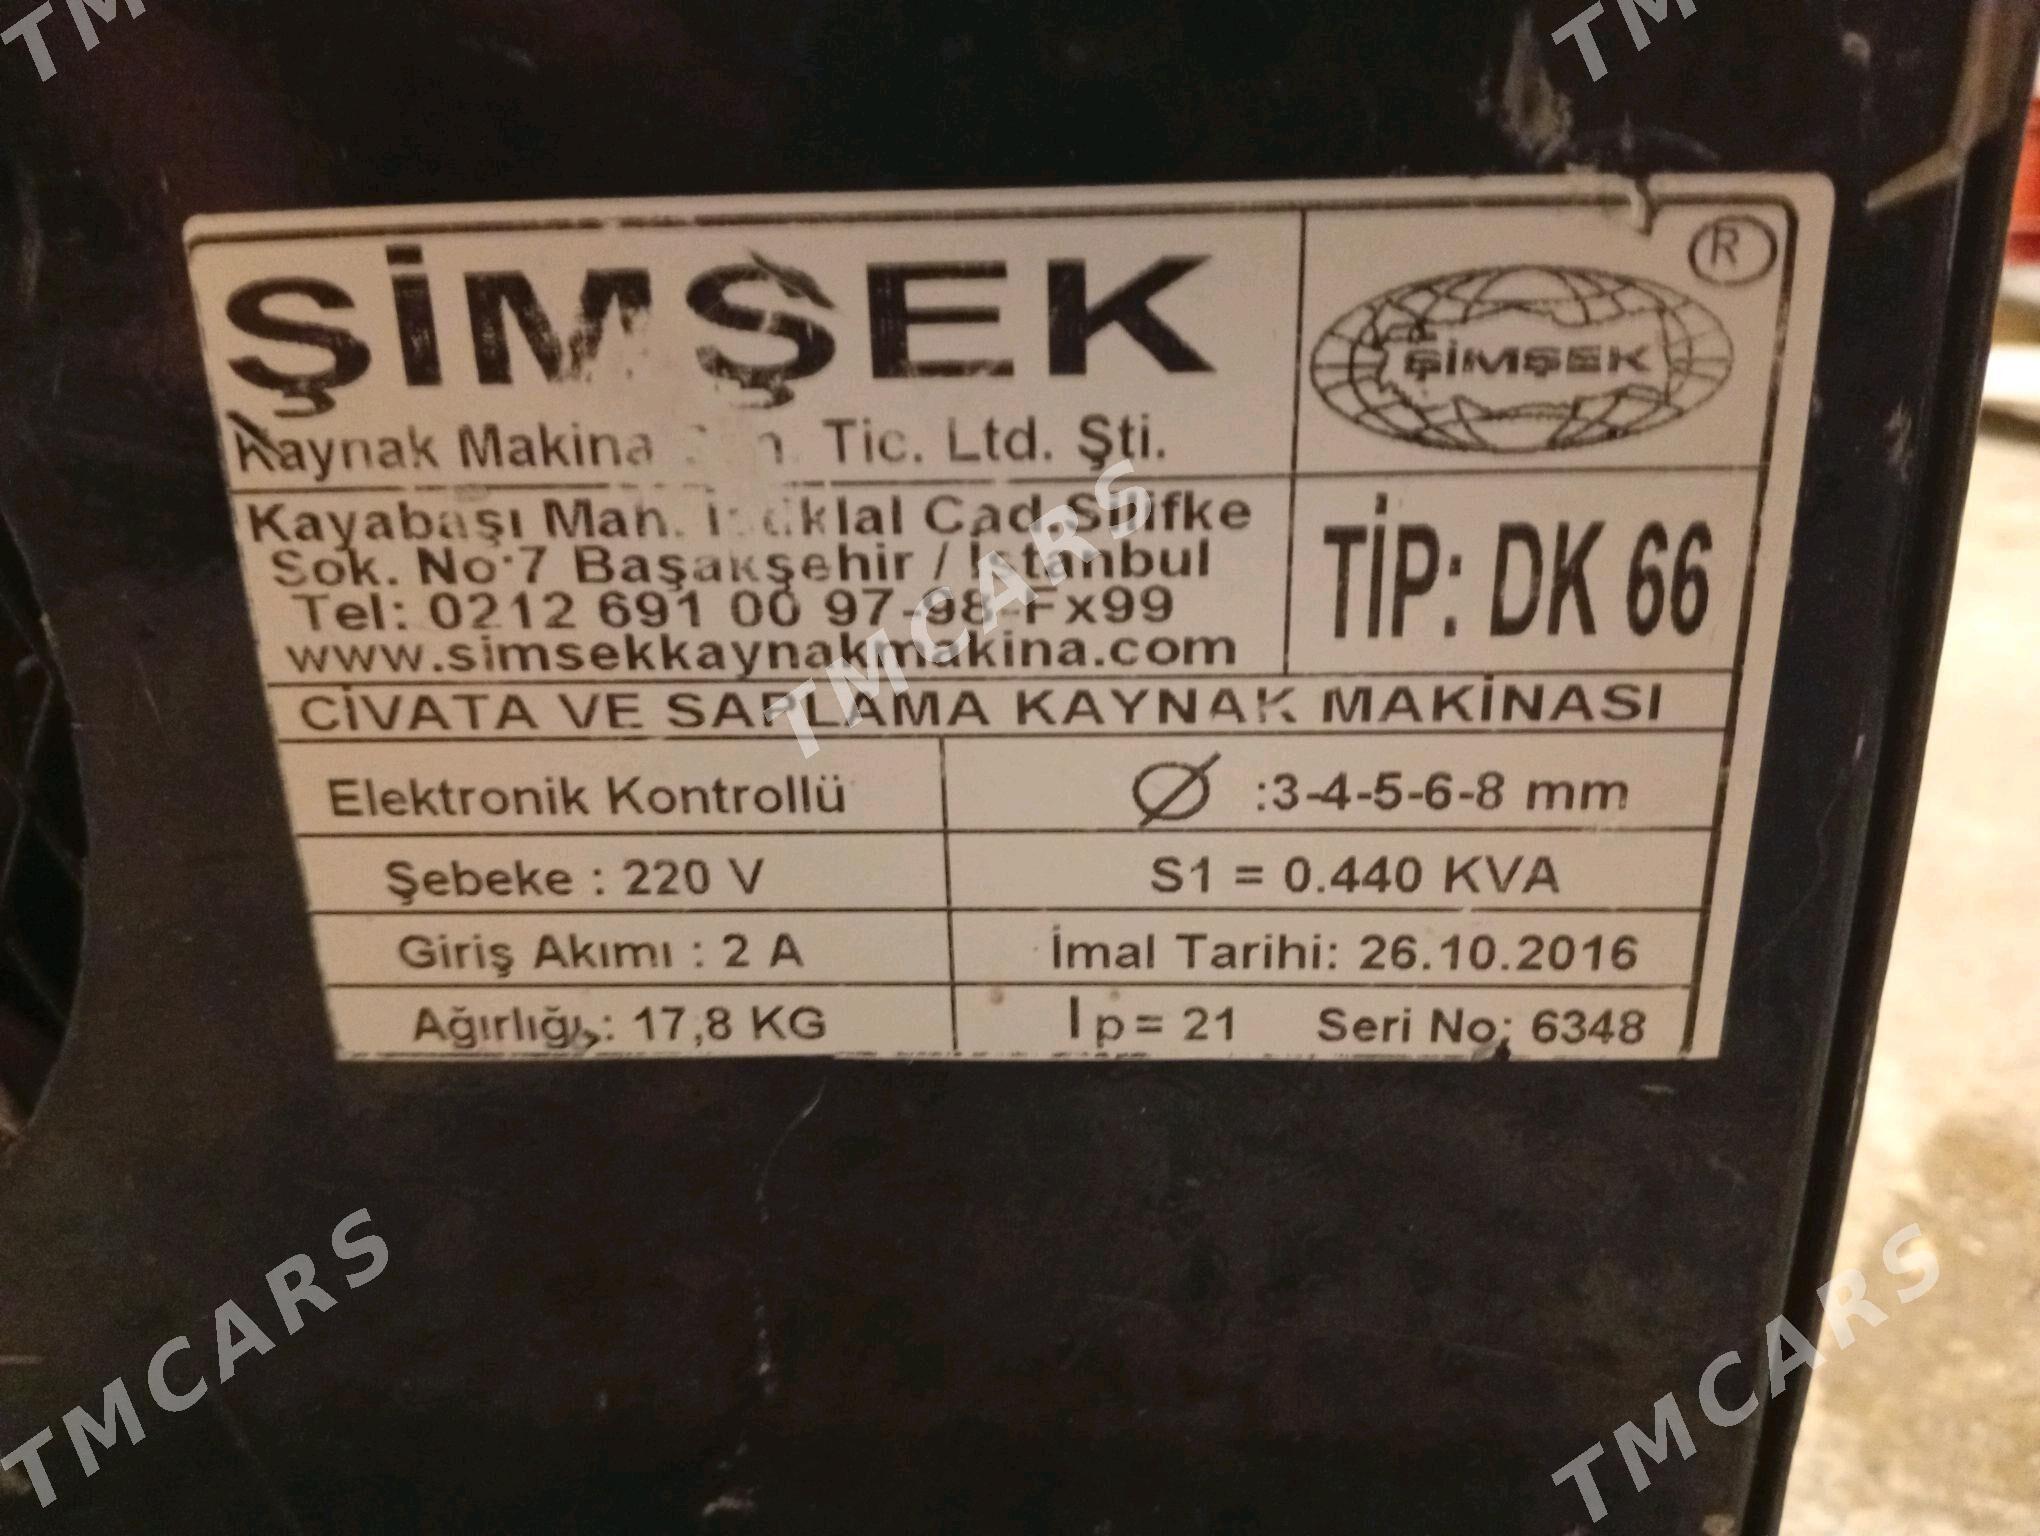 ŞİMŞEK
®
ŞİMŞEK
Kaynak Makina Tic. Ltd. Şti.
Kayabaşı Man. Cad.Silifke
Sok. No:7 Başakşehir / İstanbul
Tel: 0212 691 00 97-98-Fx99
www.simsekkaynakmakina.com
TİP: DK 66
CİVATA VE SAPLAMA KAYNAK MAKİNASI
Elektronik Kontrollü
Ø :3-4-5-6-8 mm
Şebeke : 220 V
S1 = 0.440 KVA
Giriş Akımı : 2 A
İmal Tarihi: 26.10.2016
Ağırlığı : 17,8 KG
Ip= 21 Seri No: 6348
TMCARS
TMCARS
TMCARS